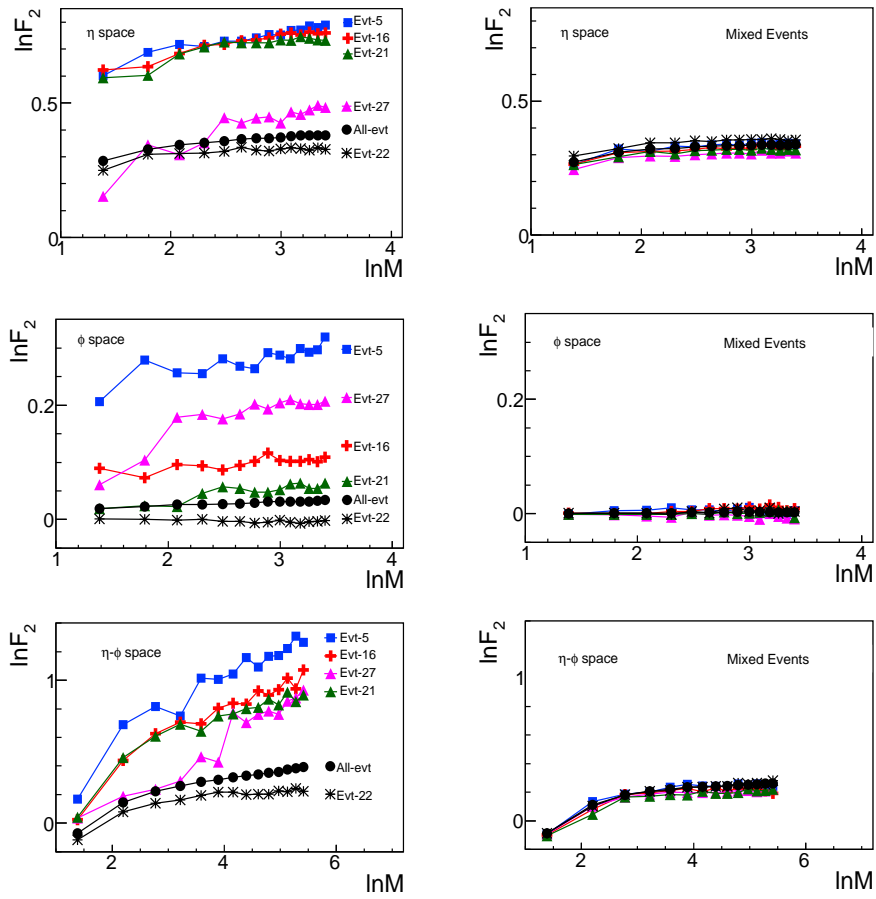 lnF2
η space
Evt-5
Evt-16
Evt-21
Evt-27
All-evt
Evt-22
0.5
0
1 2 3 4
lnM
lnF2
η space Mixed Events
0.5
0
1 2 3 4
lnM
lnF2
φ space
Evt-5
Evt-27
Evt-16
Evt-21
All-evt
Evt-22
0.2
0
1 2 3 4
lnM
lnF2
φ space Mixed Events
0.2
0
1 2 3 4
lnM
lnF2
η-φ space
Evt-5
Evt-16
Evt-27
Evt-21
All-evt
Evt-22
1
0
2 4 6
lnM
lnF2
η-φ space Mixed Events
1
0
2 4 6
lnM